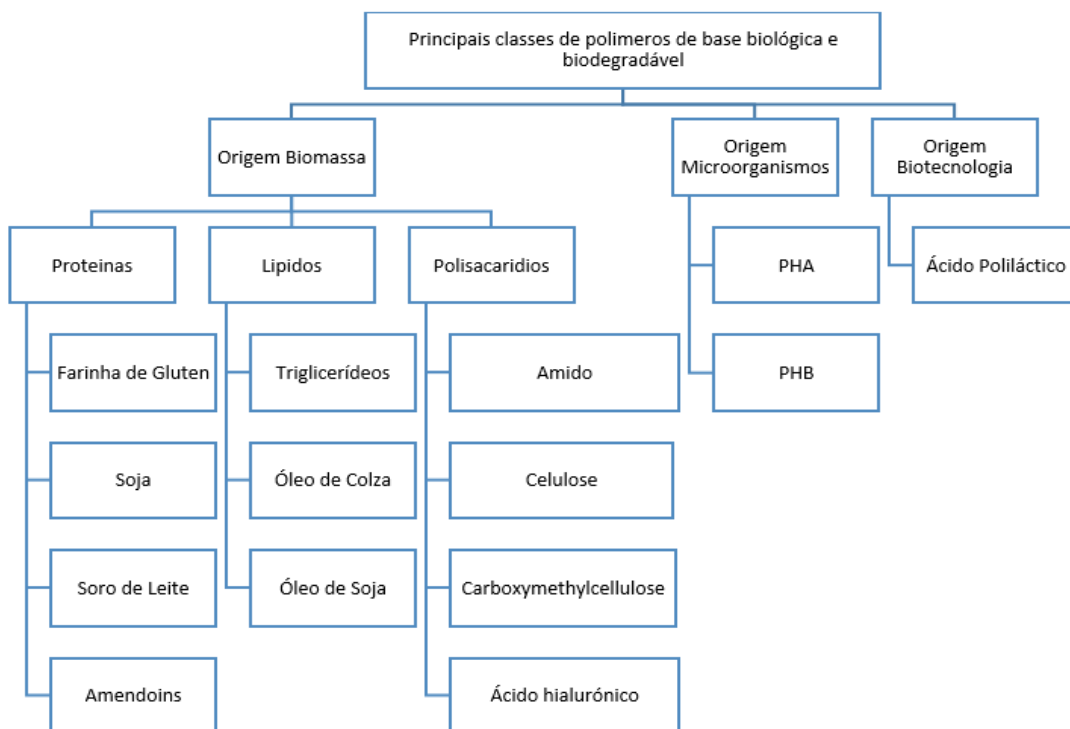 Principais classes de polimeros de base biológica e
biodegradável
Origem Biomassa
Origem
Microorganismos
Origem
Biotecnologia
Proteinas
Lipidos
Polisacaridios
PHA
Ácido Poliláctico
Farinha de Gluten
Triglicerídeos
Amido
PHB
Soja
Óleo de Colza
Celulose
Soro de Leite
Óleo de Soja
Carboxymethylcellulose
Amendoins
Ácido hialurónico